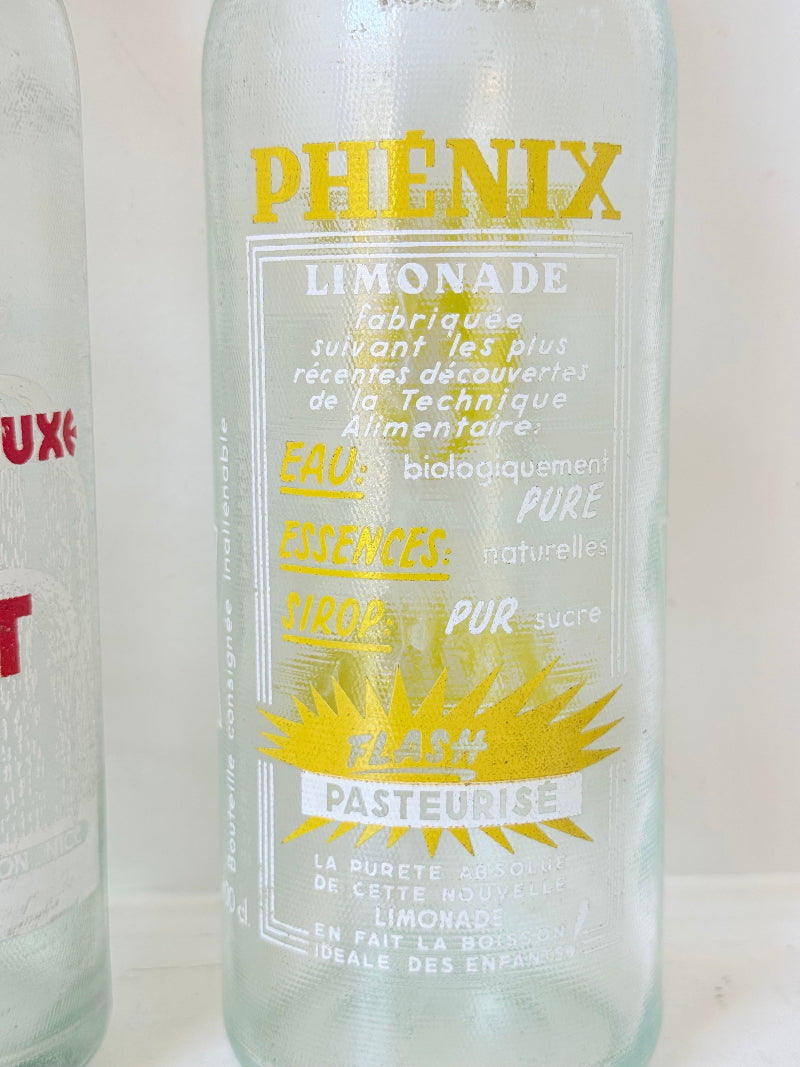 PHÉNIX
LIMONADE
fabriquée
suivant les plus
récentes découvertes
de la Technique
Alimentaire:
EAU: biologiquement
PURE
ESSENCES: naturelles
SIROP: PUR sucre
FLASH
PASTEURISÉ
LA PURETE ABSOLUE
DE CETTE NOUVELLE
LIMONADE
EN FAIT LA BOISSON
IDEALE DES ENFANTS!
Bouteille consignée inaliénable
UXE
T